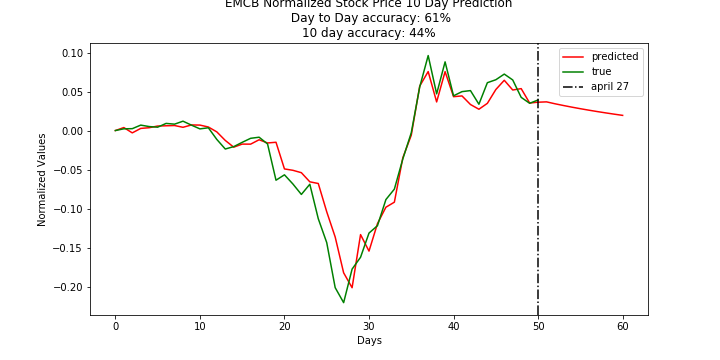 EMCB Normalized Stock Price 10 Day Prediction
Day to Day accuracy: 61%
10 day accuracy: 44%
predicted
true
april 27
0.10
0.05
0.00
−0.05
−0.10
−0.15
−0.20
Normalized Values
0 10 20 30 40 50 60
Days